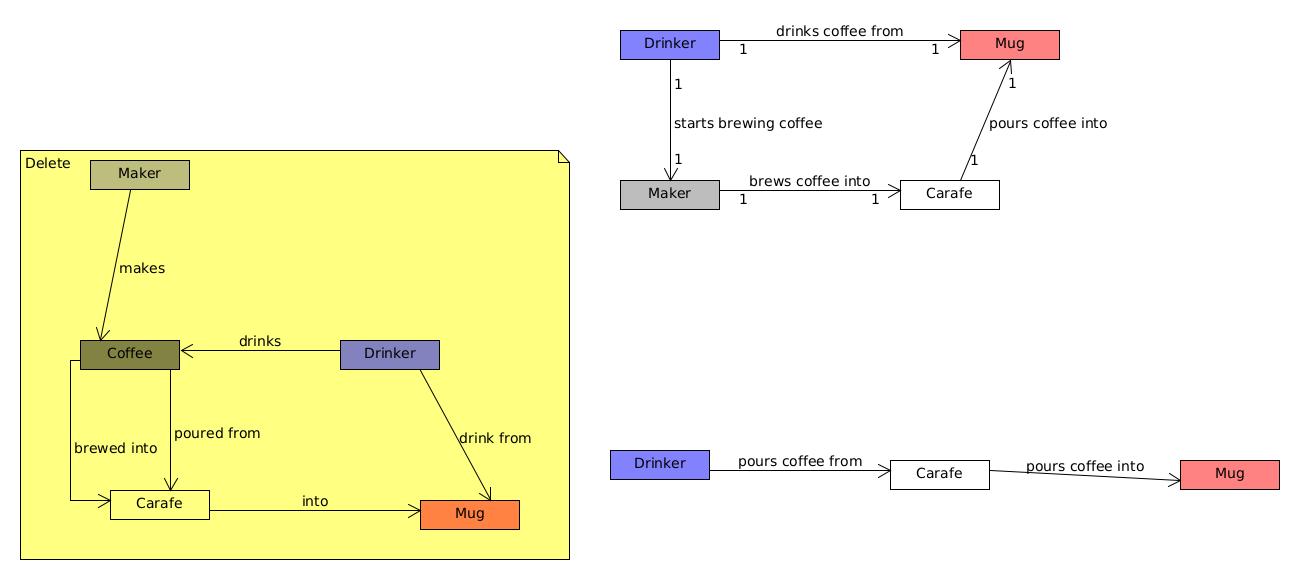 Delete
Maker
makes
Coffee
drinks
Drinker
brewed into
poured from
drink from
Carafe
into
Mug
Drinker
drinks coffee from
1
1
Mug
1
starts brewing coffee
1
1
pours coffee into
1
Maker
brews coffee into
1
1
Carafe
Drinker
pours coffee from
Carafe
pours coffee into
Mug